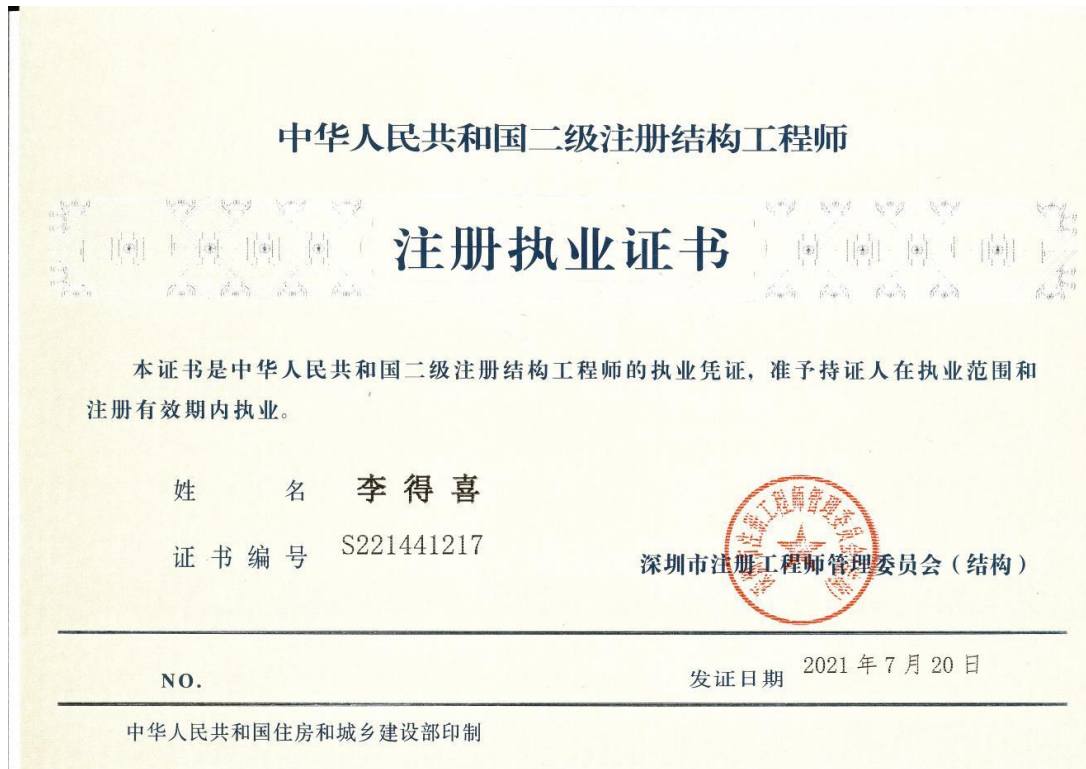 中华人民共和国二级注册结构工程师
注册执业证书
本证书是中华人民共和国二级注册结构工程师的执业凭证，准予持证人在执业范围和
注册有效期内执业。
姓 名 李得喜
证书编号 S221441217
深圳市注册工程师管理委员会（结构）
NO.
发证日期 2021年7月20日
中华人民共和国住房和城乡建设部印制